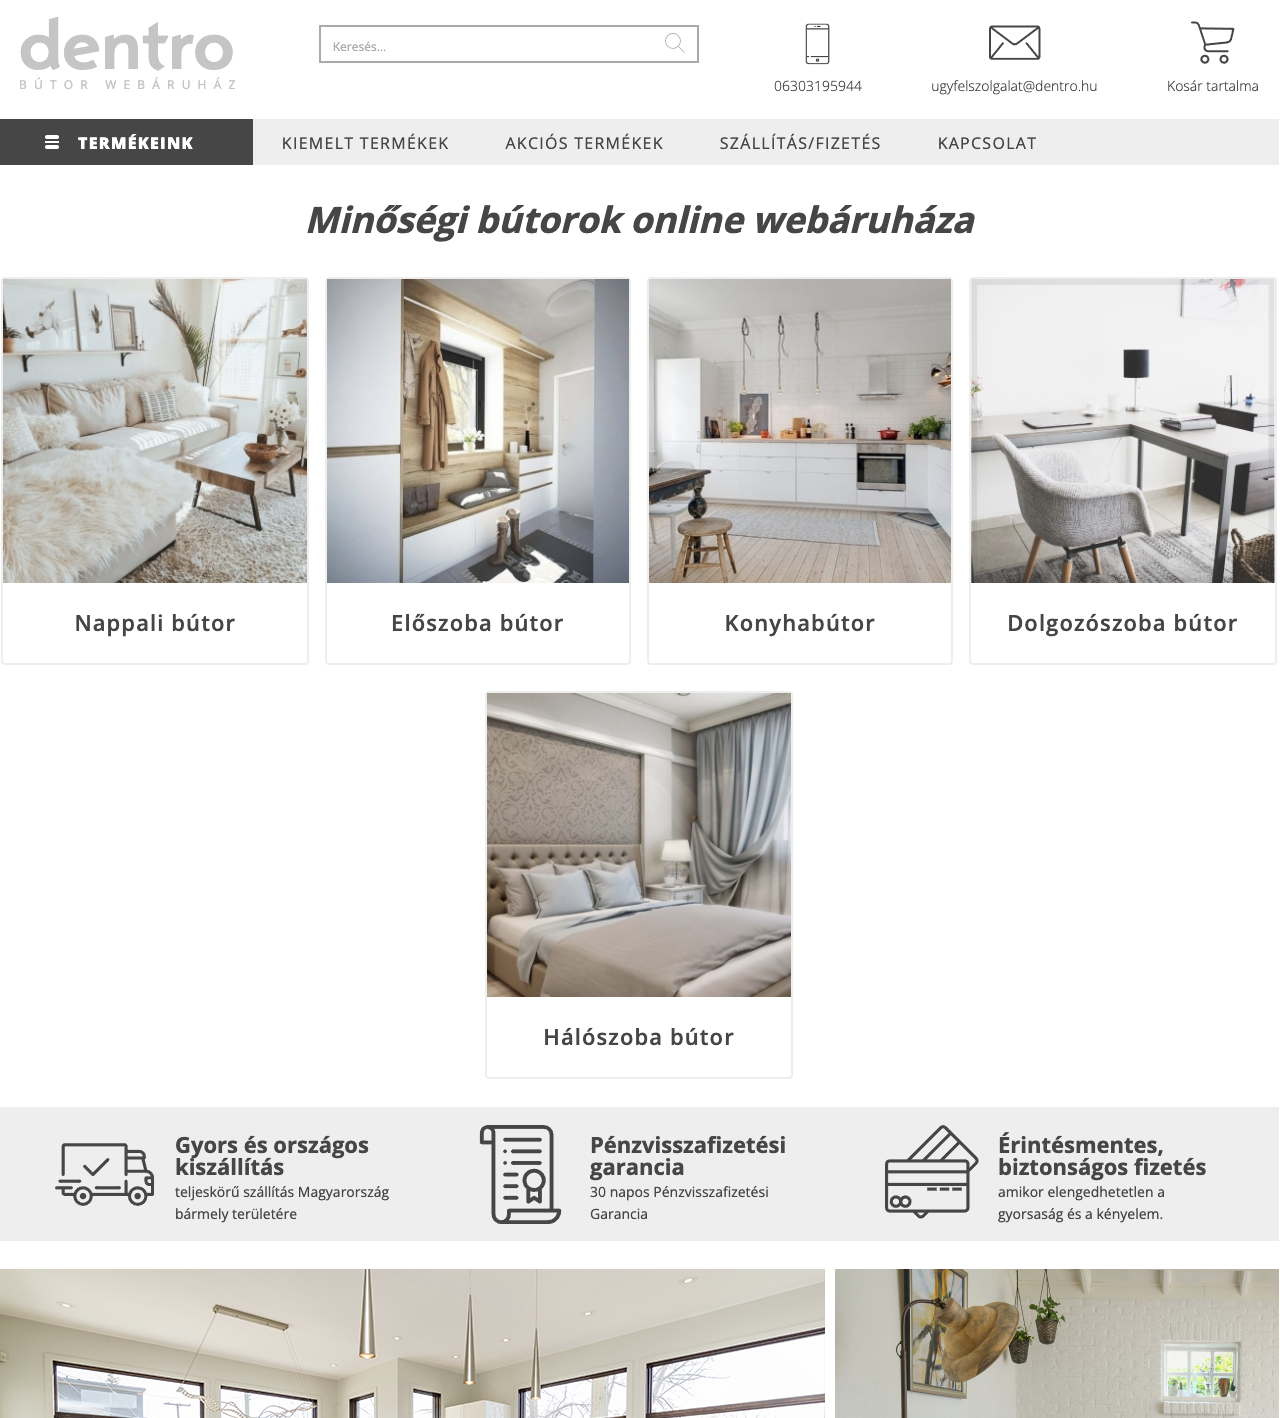 dentro
BÚTOR WEBÁRUHÁZ
Keresés...
06303195944
ugyfelszolgalat@dentro.hu
Kosár tartalma
TERMÉKEINK
KIEMELT TERMÉKEK
AKCIÓS TERMÉKEK
SZÁLLÍTÁS/FIZETÉS
KAPCSOLAT
Minőségi bútorok online webáruháza
Nappali bútor
Előszoba bútor
Konyhabútor
Dolgozószoba bútor
Hálószoba bútor
Gyors és országos
kiszállítás
teljeskörű szállítás Magyarország
bármely területére
Pénzvisszafizetési
garancia
30 napos Pénzvisszafizetési
Garancia
Érintésmentes,
biztonságos fizetés
amikor elengedhetetlen a
gyorsaság és a kényelem.